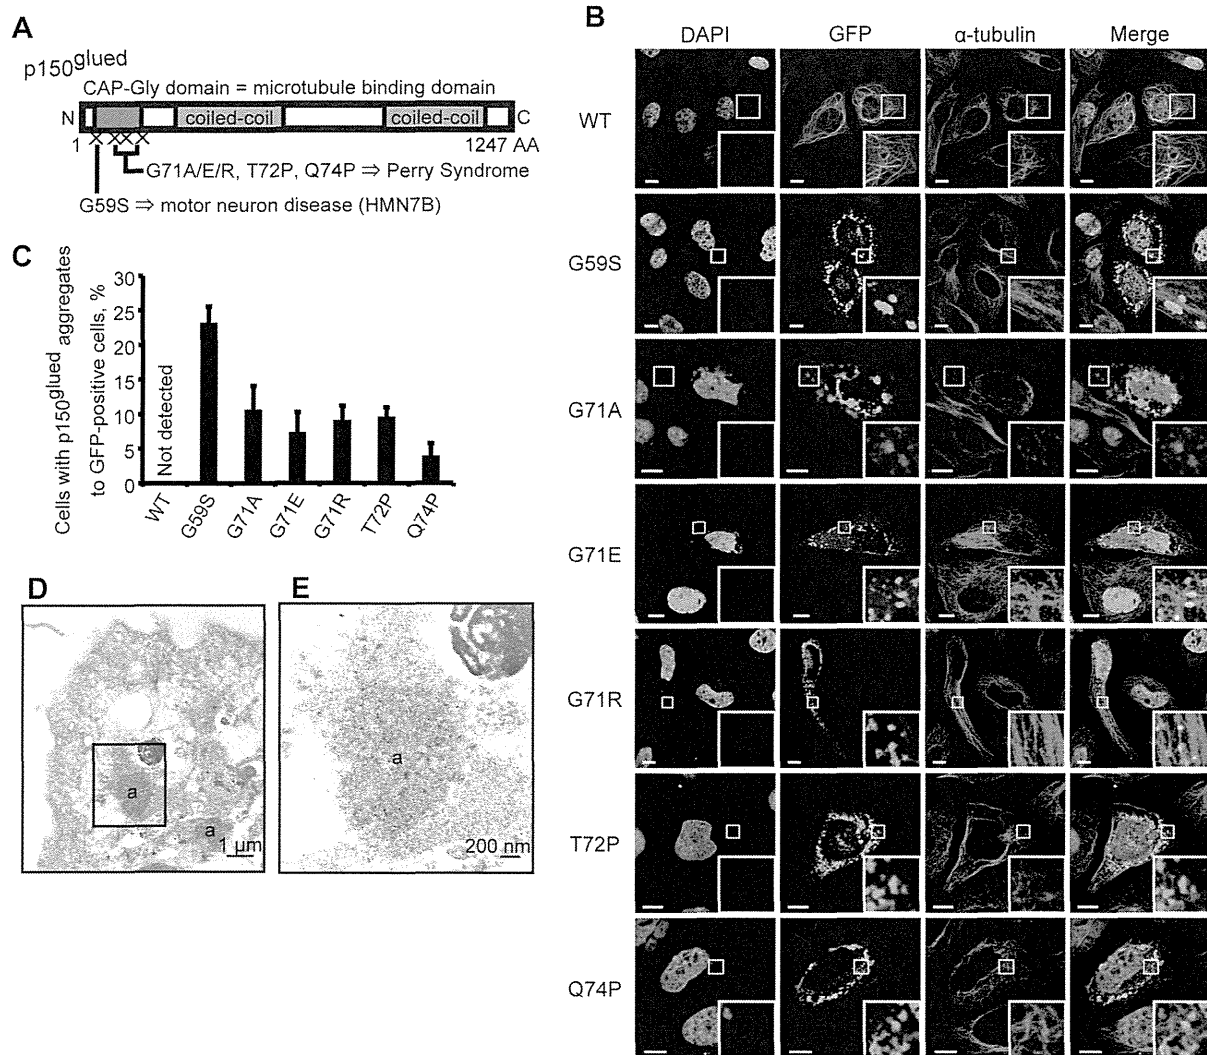 A
p150glued
CAP-Gly domain = microtubule binding domain
N coiled-coil coiled-coil C
1 1247 AA
G71A/E/R, T72P, Q74P ⇒ Perry Syndrome
G59S ⇒ motor neuron disease (HMN7B)
B
DAPI GFP α-tubulin Merge
WT
G59S
G71A
G71E
G71R
T72P
Q74P
C
Cells with p150glued aggregates
to GFP-positive cells, %
30
25
20
15
10
5
0
Not detected
WT G59S G71A G71E G71R T72P Q74P
D
a
a
1 µm
E
a
200 nm